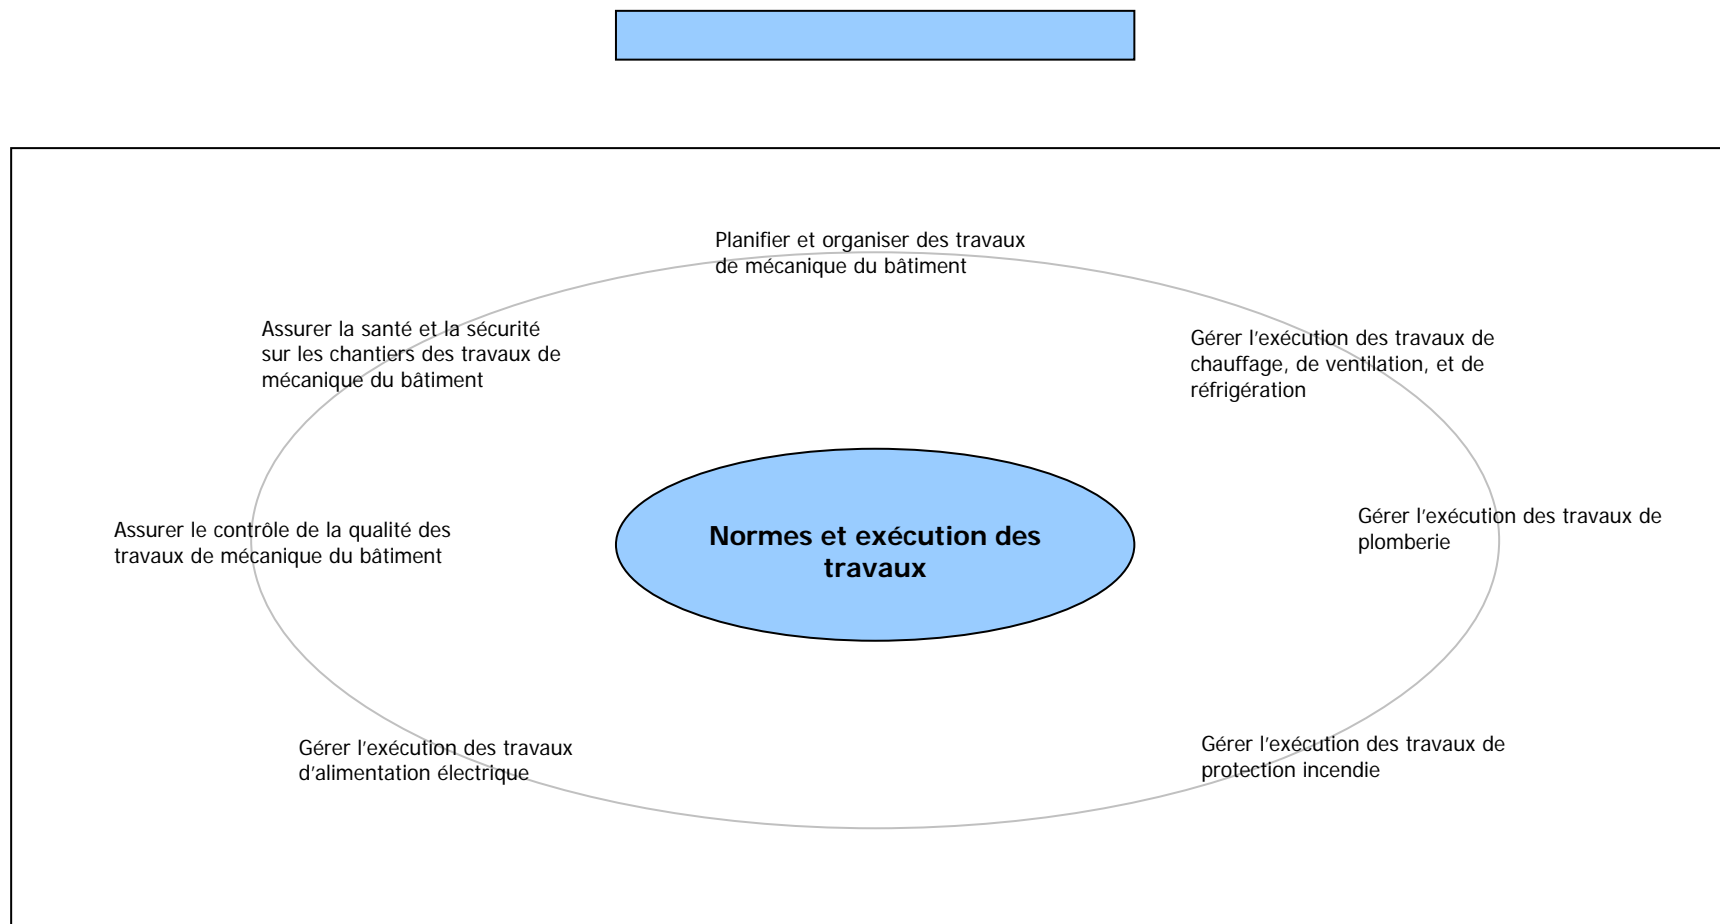 Planifier et organiser des travaux
de mécanique du bâtiment
Assurer la santé et la sécurité
sur les chantiers des travaux de
mécanique du bâtiment
Gérer l'exécution des travaux de
chauffage, de ventilation, et de
réfrigération
Assurer le contrôle de la qualité des
travaux de mécanique du bâtiment
Normes et exécution des
travaux
Gérer l'exécution des travaux de
plomberie
Gérer l'exécution des travaux
d'alimentation électrique
Gérer l'exécution des travaux de
protection incendie